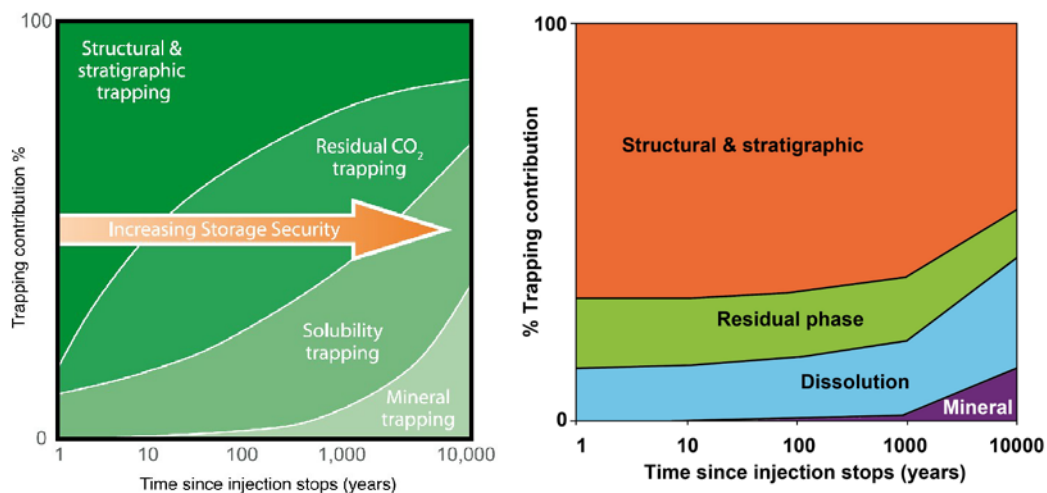 100
Structural &
stratigraphic
trapping
Residual CO₂
trapping
Increasing Storage Security
Solubility
trapping
Mineral
trapping
Trapping contribution %
0
1 10 100 1,000 10,000
Time since injection stops (years)
100
Structural & stratigraphic
Residual phase
Dissolution
Mineral
% Trapping contribution
0
1 10 100 1000 10000
Time since injection stops (years)